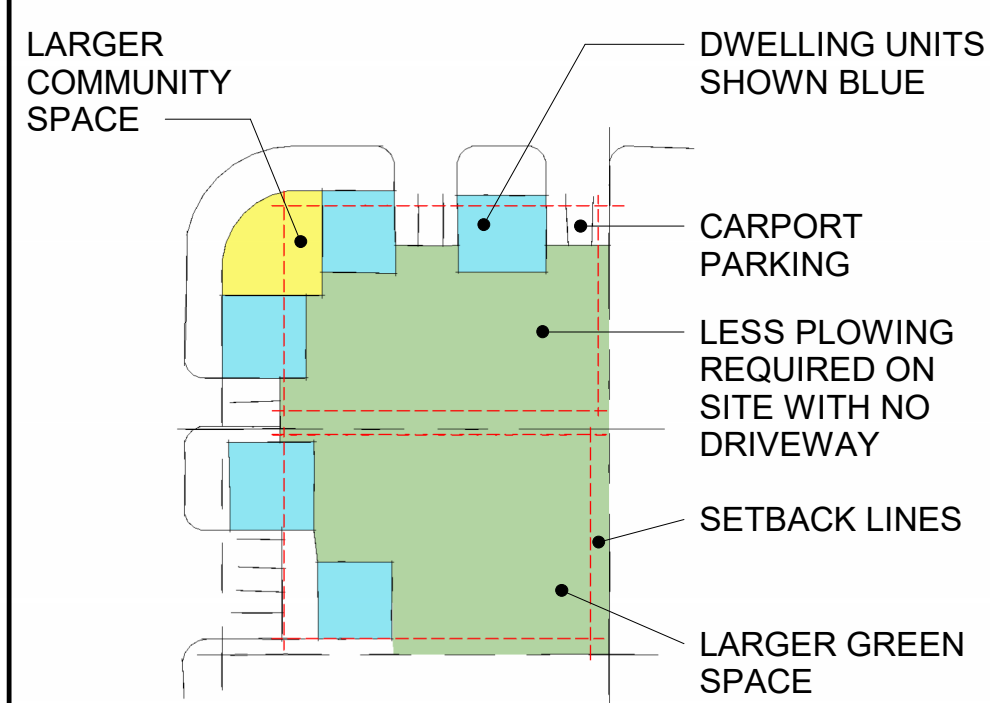 LARGER
COMMUNITY
SPACE
DWELLING UNITS
SHOWN BLUE
CARPORT
PARKING
LESS PLOWING
REQUIRED ON
SITE WITH NO
DRIVEWAY
SETBACK LINES
LARGER GREEN
SPACE